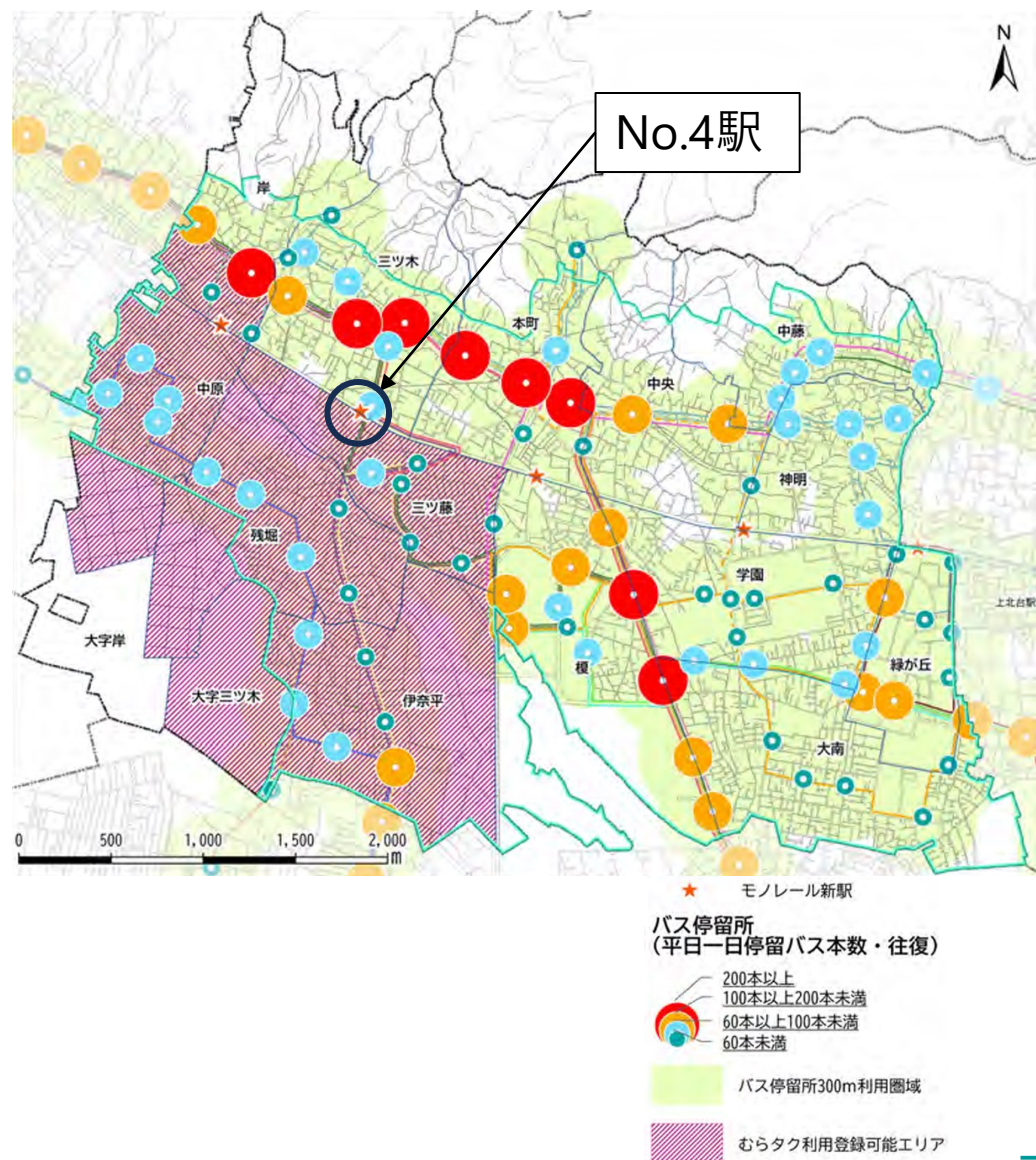 N
No.4駅
岸
三ツ木
本町
中藤
中央
中原
神明
三ツ藤
残堀
学園
上北台駅
大字岸
榎
緑が丘
大字三ツ木
伊奈平
大南
0 500 1,000 1,500 2,000
m
モノレール新駅
バス停留所
(平日一日停留バス本数・往復)
200本以上
100本以上200本未満
60本以上100本未満
60本未満
バス停留所300m利用圏域
むらタク利用登録可能エリア